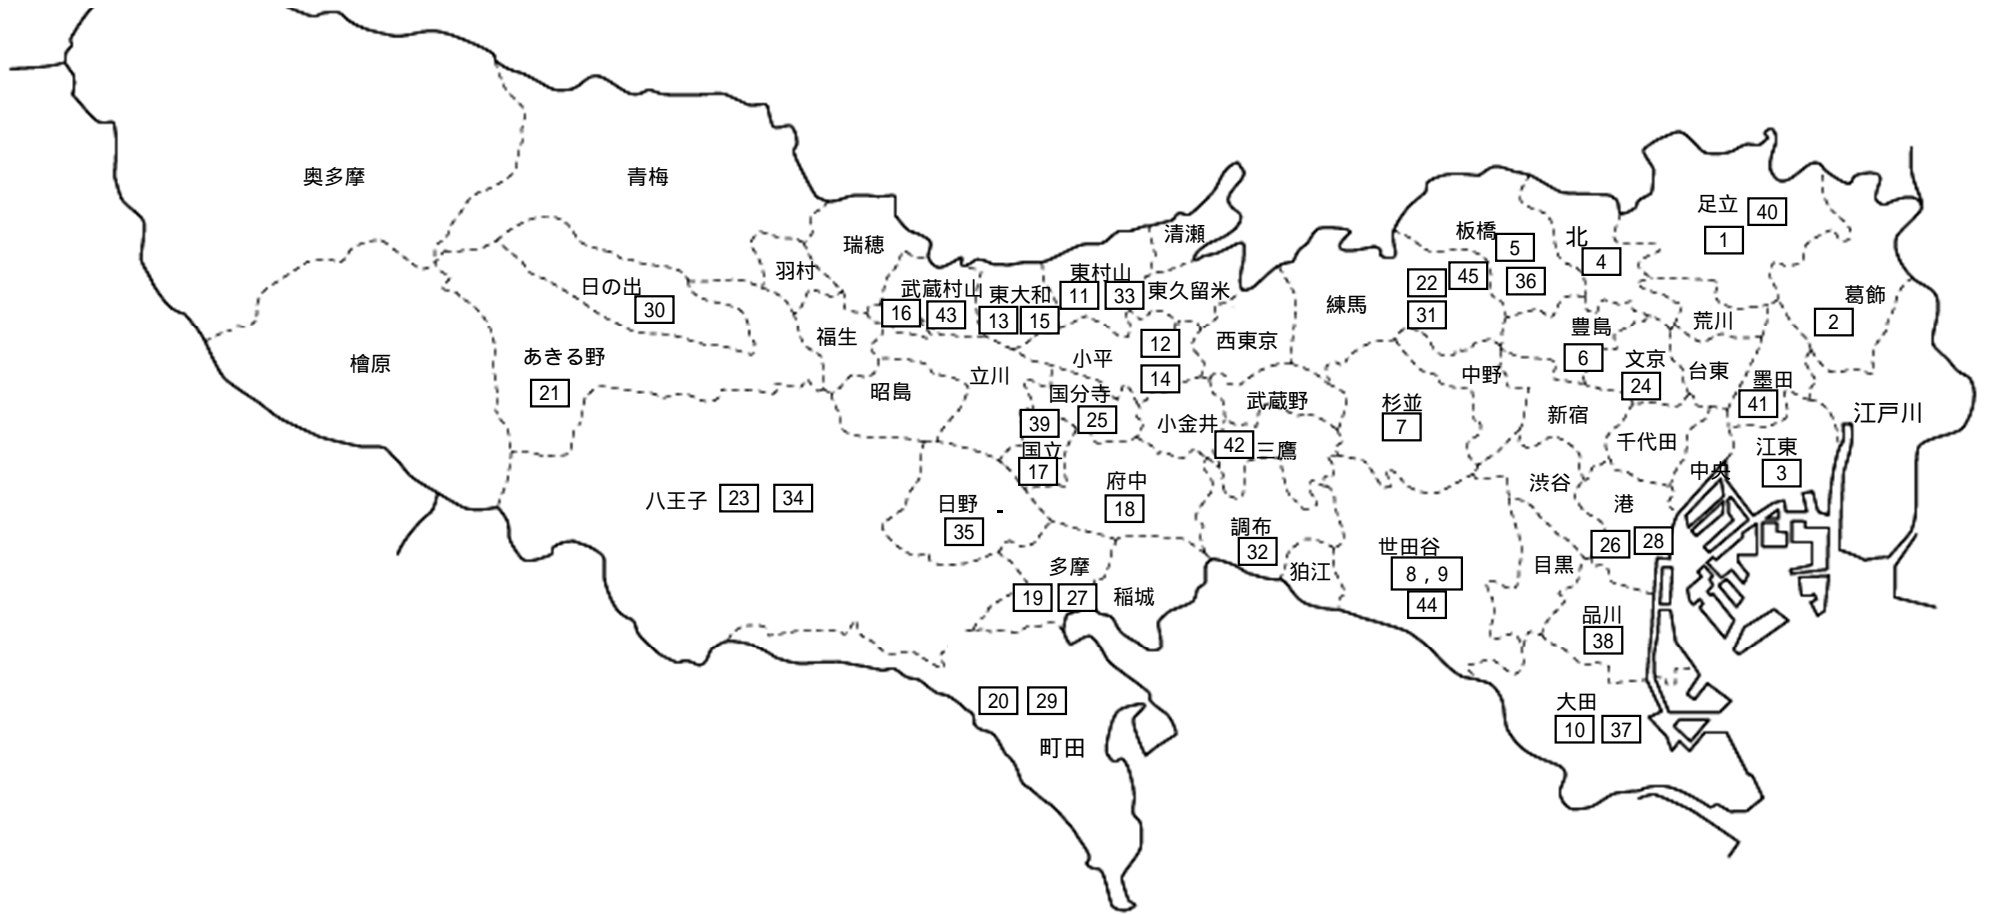 奥多摩
青梅
檜原
日の出
30
あきる野
21
羽村
瑞穂
福生
昭島
武蔵村山
16 43
東大和
13 15
東村山
11 33
清瀬
東久留米
小平
12
14
西東京
立川
国分寺
39 25
国立
17
小金井
武蔵野
42 三鷹
八王子 23 34
日野
35
府中
18
調布
32
狛江
多摩
19 27
稲城
20 29
町田
練馬
22 45
31
板橋
5
36
北
4
足立 40
1
葛飾
2
荒川
豊島
6
文京
24
台東
墨田
41
江戸川
中野
杉並
7
新宿
千代田
中央
江東
3
渋谷
港
26 28
世田谷
8 , 9
44
目黒
品川
38
大田
10 37